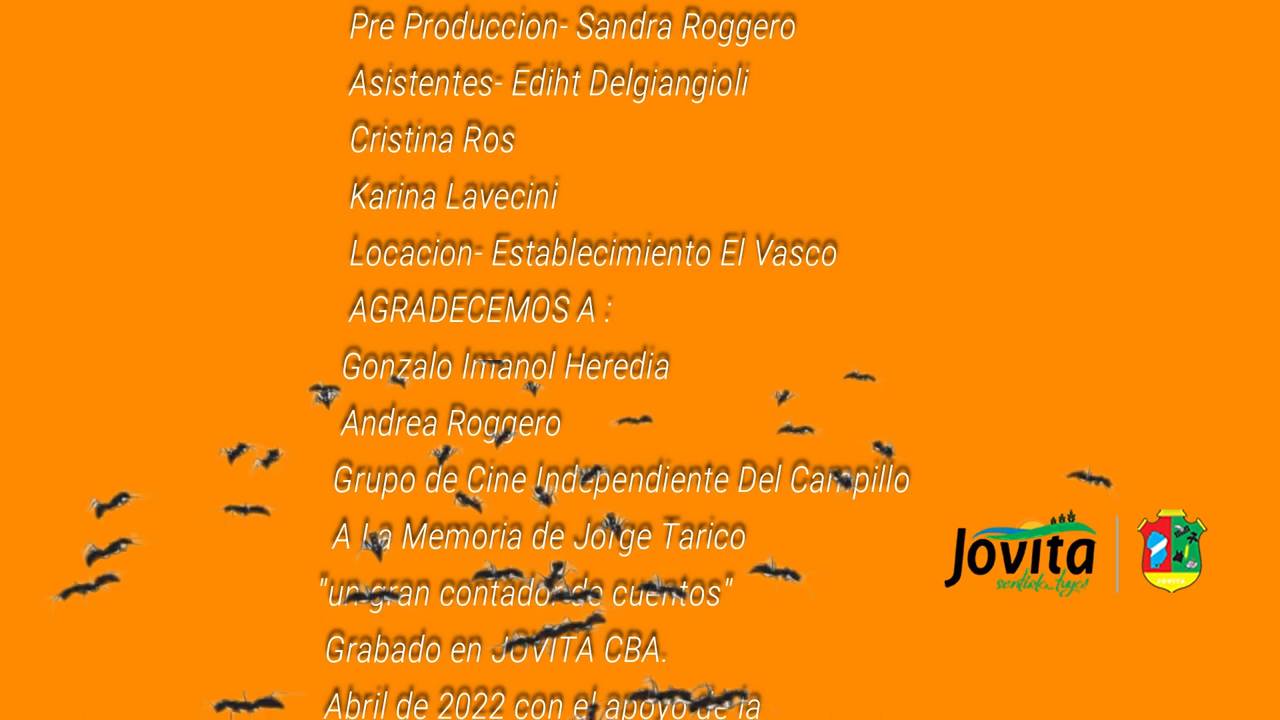 Pre Produccion- Sandra Roggero
Asistentes- Ediht Delgiangioli
Cristina Ros
Karina Lavecini
Locacion- Establecimiento El Vasco
AGRADECEMOS A :
Gonzalo Imanol Heredia
Andrea Roggero
Grupo de Cine Independiente Del Campillo
A La Memoria de Jorge Tarico
"un gran contador de cuentos"
Grabado en JOVITA CBA.
Abril de 2022 con el apoyo de la
Jovita
JOVITA